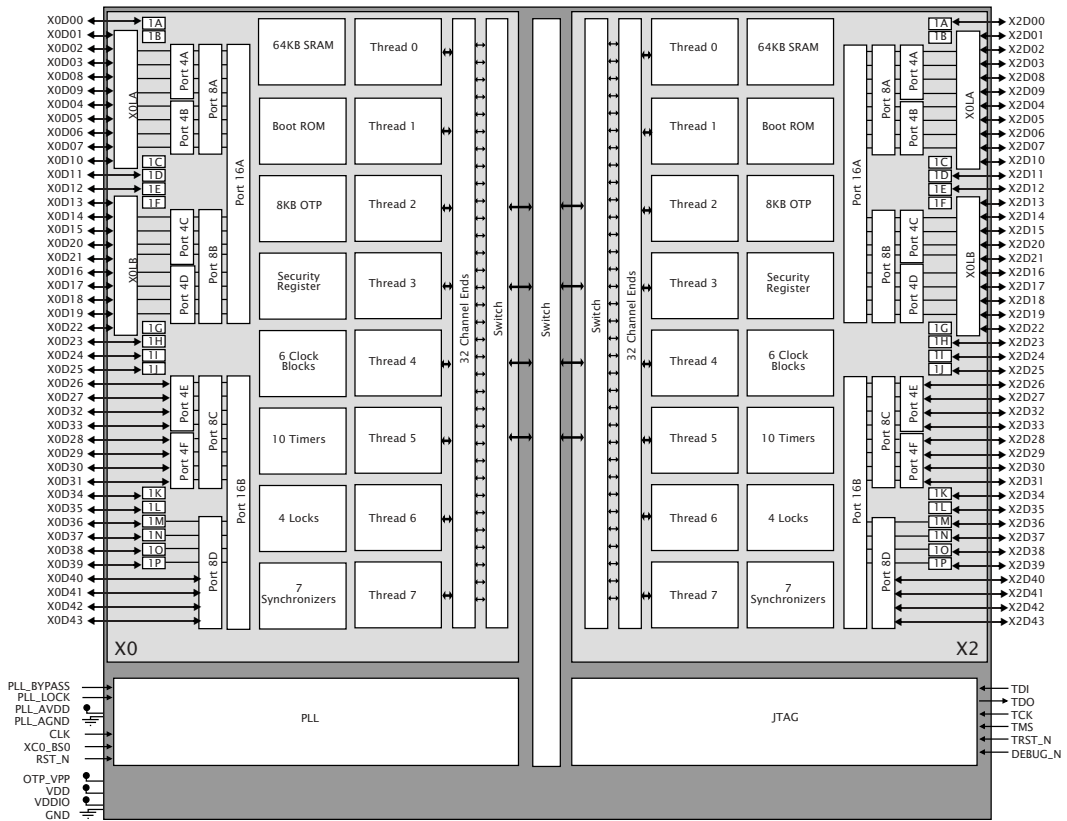 X0D00
X0D01
X0D02
X0D03
X0D08
X0D09
X0D04
X0D05
X0D06
X0D07
X0D10
X0D11
X0D12
X0D13
X0D14
X0D15
X0D20
X0D21
X0D16
X0D17
X0D18
X0D19
X0D22
X0D23
X0D24
X0D25
X0D26
X0D27
X0D32
X0D33
X0D28
X0D29
X0D30
X0D31
X0D34
X0D35
X0D36
X0D37
X0D38
X0D39
X0D40
X0D41
X0D42
X0D43
1A
1B
X0LA
1C
1D
1E
1F
X0LB
1G
1H
1I
1J
1K
1L
1M
1N
1O
1P
Port 4A
Port 4B
Port 4C
Port 4D
Port 4E
Port 4F
Port 8A
Port 8B
Port 8C
Port 8D
Port 16A
Port 16B
64KB SRAM
Boot ROM
8KB OTP
Security
Register
6 Clock
Blocks
10 Timers
4 Locks
7
Synchronizers
Thread 0
Thread 1
Thread 2
Thread 3
Thread 4
Thread 5
Thread 6
Thread 7
32 Channel Ends
Switch
X0
Switch
Switch
32 Channel Ends
Thread 0
Thread 1
Thread 2
Thread 3
Thread 4
Thread 5
Thread 6
Thread 7
64KB SRAM
Boot ROM
8KB OTP
Security
Register
6 Clock
Blocks
10 Timers
4 Locks
7
Synchronizers
Port 16A
Port 16B
Port 8A
Port 8B
Port 8C
Port 8D
Port 4A
Port 4B
Port 4C
Port 4D
Port 4E
Port 4F
1A
1B
X0LA
1C
1D
1E
1F
X0LB
1G
1H
1I
1J
1K
1L
1M
1N
1O
1P
X2
X2D00
X2D01
X2D02
X2D03
X2D08
X2D09
X2D04
X2D05
X2D06
X2D07
X2D10
X2D11
X2D12
X2D13
X2D14
X2D15
X2D20
X2D21
X2D16
X2D17
X2D18
X2D19
X2D22
X2D23
X2D24
X2D25
X2D26
X2D27
X2D32
X2D33
X2D28
X2D29
X2D30
X2D31
X2D34
X2D35
X2D36
X2D37
X2D38
X2D39
X2D40
X2D41
X2D42
X2D43
PLL_BYPASS
PLL_LOCK
PLL_AVDD
PLL_AGND
CLK
XC0_BS0
RST_N
OTP_VPP
VDD
VDDIO
GND
PLL
JTAG
TDI
TDO
TCK
TMS
TRST_N
DEBUG_N